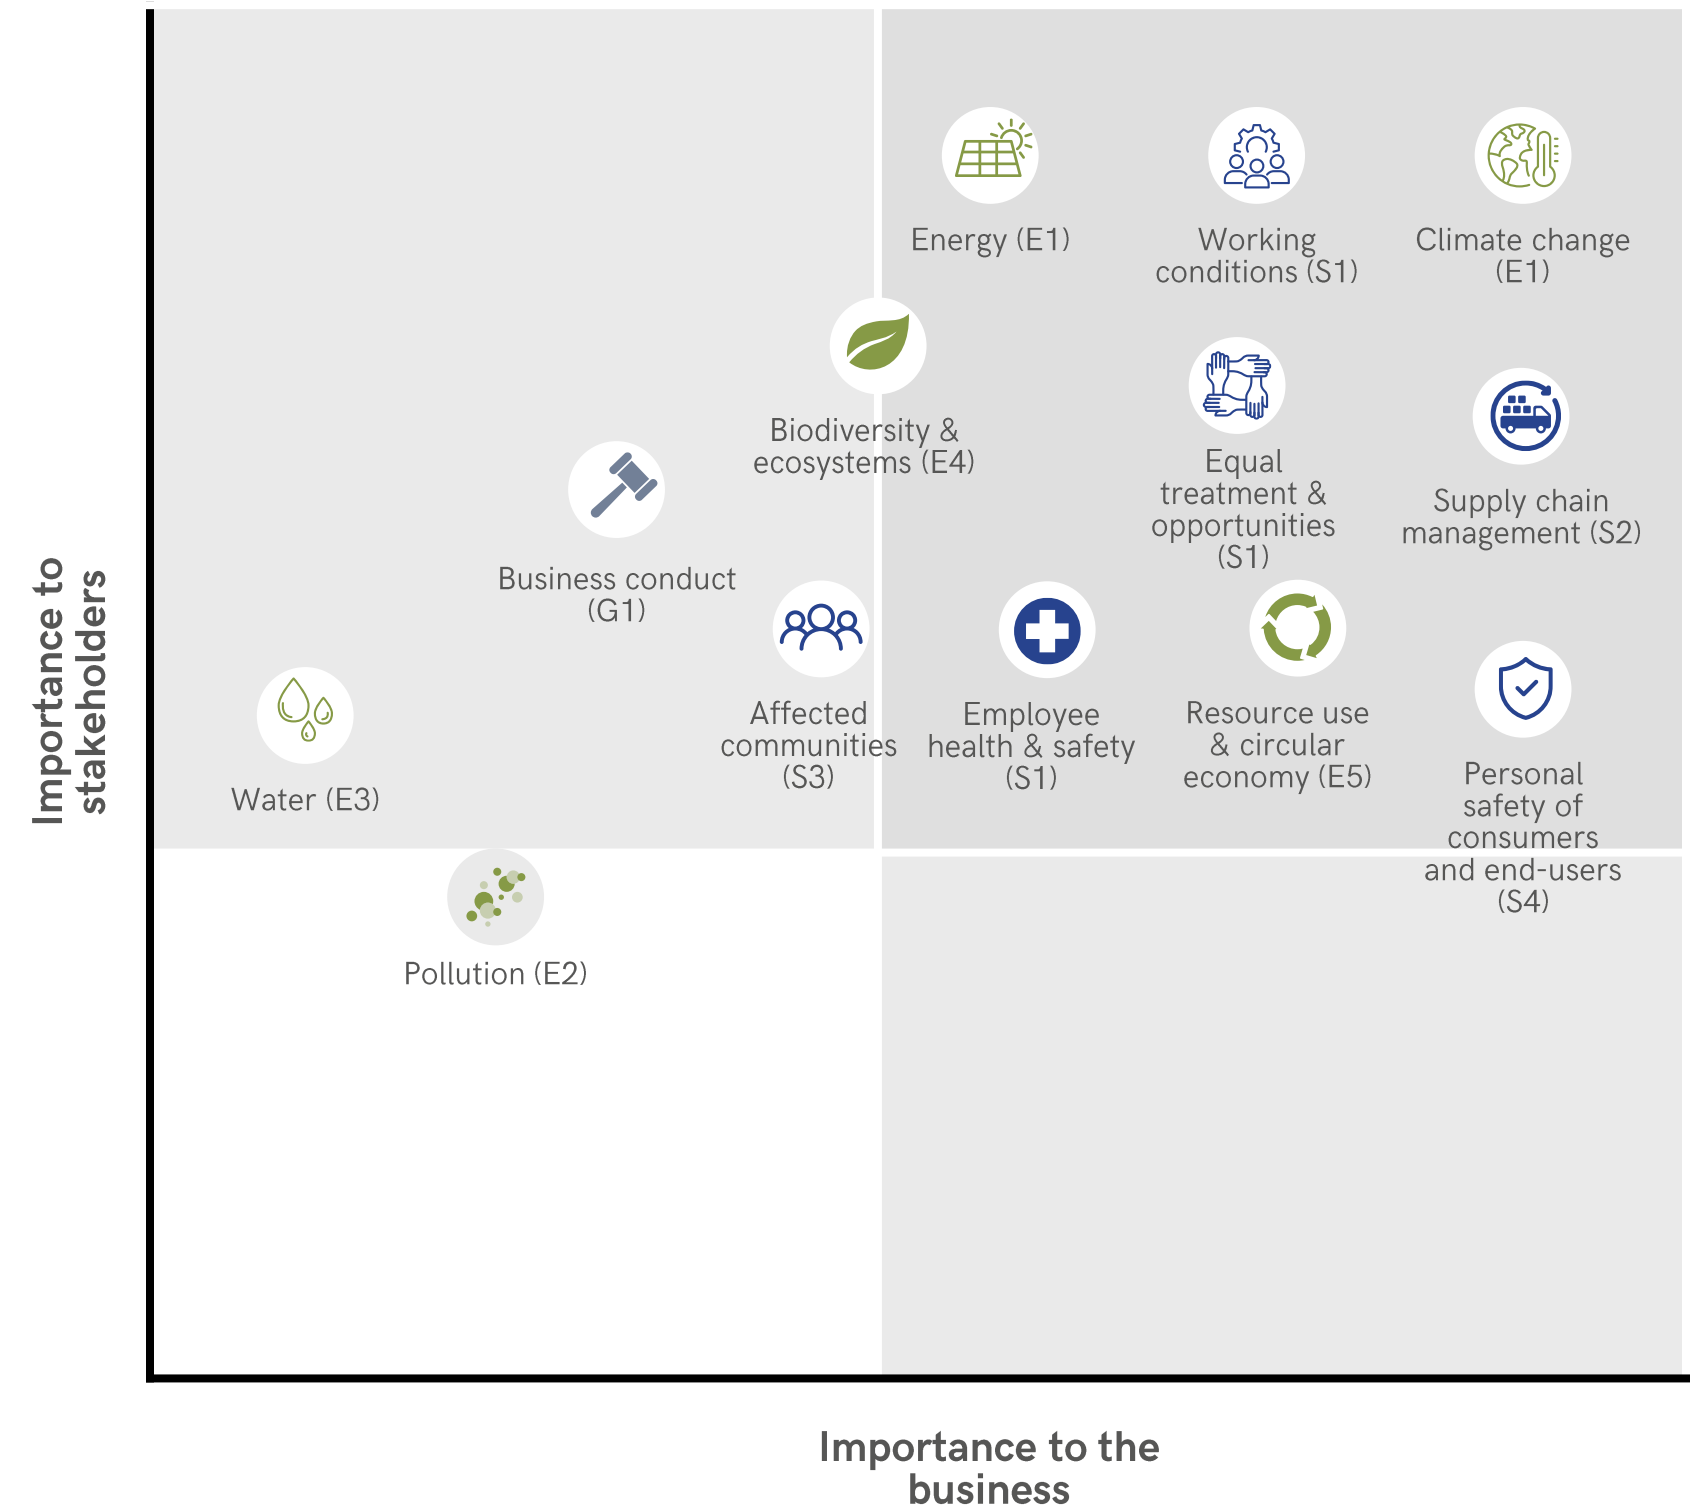 Importance to
stakeholders
Energy (E1)
Working
conditions (S1)
Climate change
(E1)
Biodiversity &
ecosystems (E4)
Equal
treatment &
opportunities
(S1)
Supply chain
management (S2)
Business conduct
(G1)
Affected
communities
(S3)
Employee
health & safety
(S1)
Resource use
& circular
economy (E5)
Personal
safety of
consumers
and end-users
(S4)
Water (E3)
Pollution (E2)
Importance to the
business